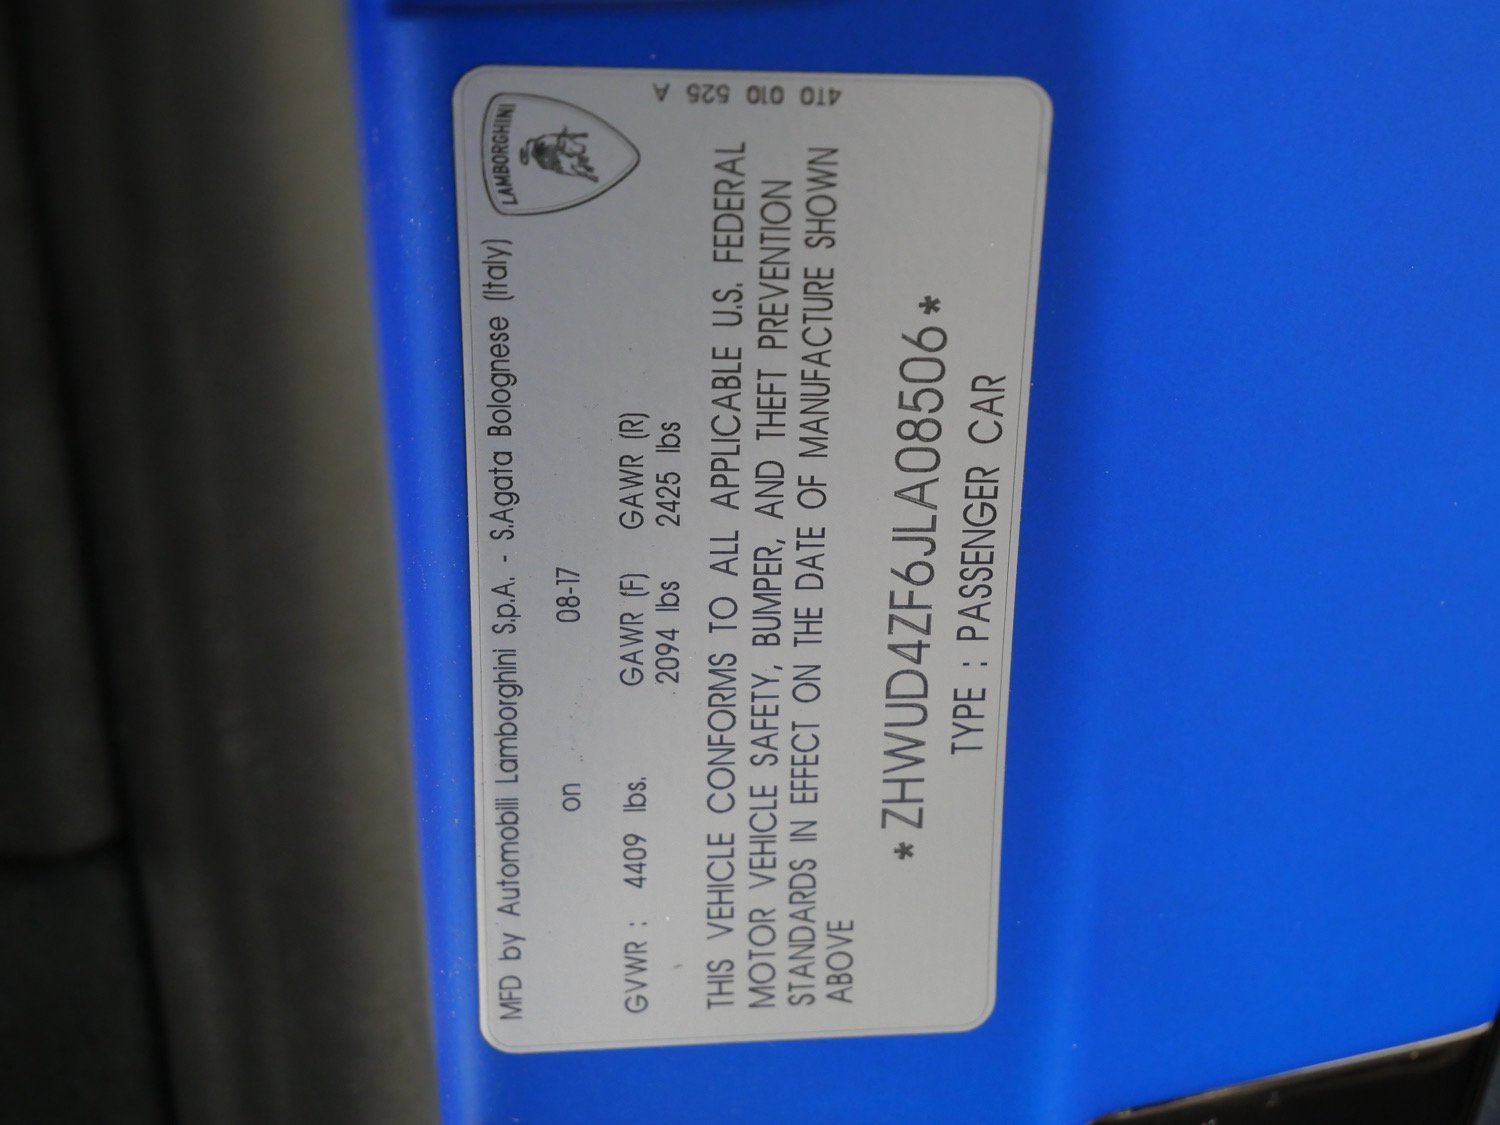 LAMBORGHINI
MFD by Automobili Lamborghini S.p.A. - S.Agata Bolognese (Italy)
on 08-17
GVWR : 4409 lbs. GAWR (F) GAWR (R)
2094 lbs 2425 lbs
THIS VEHICLE CONFORMS TO ALL APPLICABLE U.S. FEDERAL
MOTOR VEHICLE SAFETY, BUMPER, AND THEFT PREVENTION
STANDARDS IN EFFECT ON THE DATE OF MANUFACTURE SHOWN
ABOVE
*ZHWUD4ZF6JLA08506*
TYPE : PASSENGER CAR
4T0 010 525 A